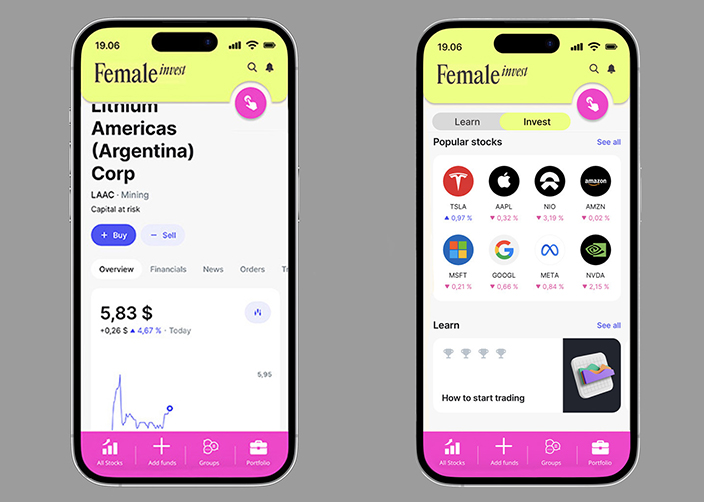 19.06
Female invest
Lithium
Americas
(Argentina)
Corp
LAAC · Mining
Capital at risk
+ Buy
− Sell
Overview Financials News Orders
5,83 $
+0,26 $ ▲ 4,67 % · Today
5,95
All Stocks Add funds Groups Portfolio
19.06
Female invest
Learn Invest
Popular stocks See all
amazon
TSLA AAPL NIO AMZN
▲ 0,97 % ▼ 0,32 % ▼ 3,19 % ▼ 0,02 %
MSFT GOOGL META NVDA
▼ 0,21 % ▼ 0,66 % ▼ 0,84 % ▼ 2,15 %
Learn See all
How to start trading
All Stocks Add funds Groups Portfolio